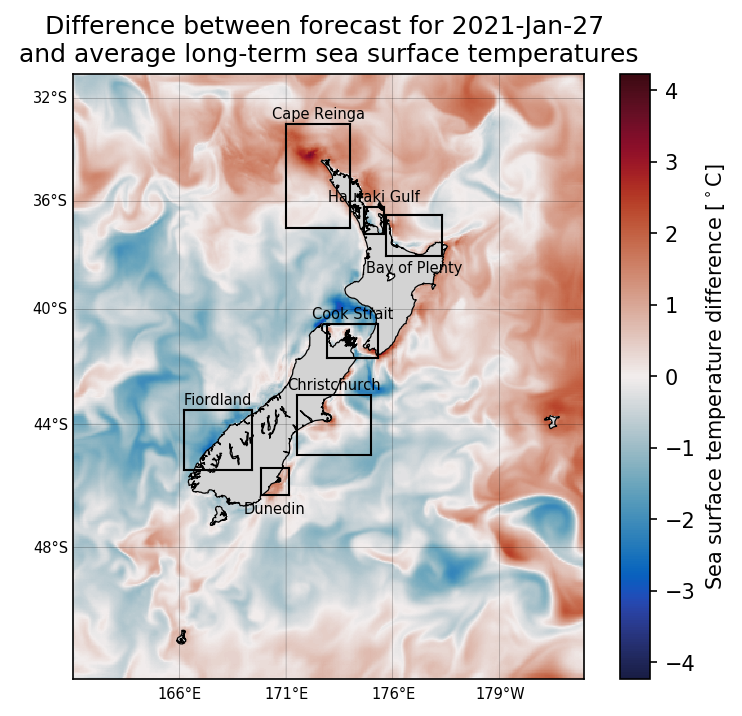 Difference between forecast for 2021-Jan-27
and average long-term sea surface temperatures
32°S
36°S
40°S
44°S
48°S
Cape Reinga
Hauraki Gulf
Bay of Plenty
Cook Strait
Christchurch
Fiordland
Dunedin
166°E
171°E
176°E
179°W
4
3
2
1
0
−1
−2
−3
−4
Sea surface temperature difference [°C]